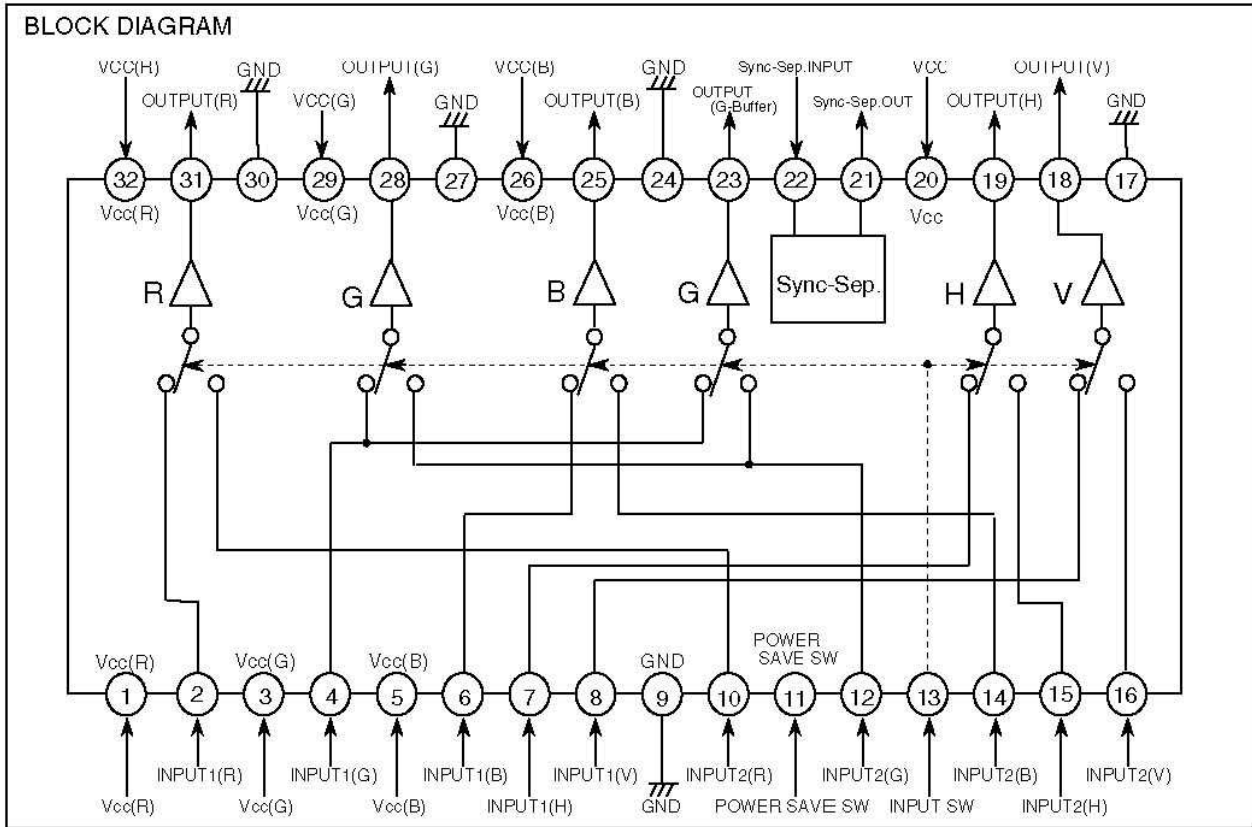 BLOCK DIAGRAM
VCC(R) GND OUTPUT(G) VCC(B) GND Sync-Sep.INPUT VCC OUTPUT(V)
OUTPUT(R) VCC(G) GND OUTPUT(B) OUTPUT (G-Buffer) Sync-Sep.OUT OUTPUT(H) GND
32 31 30 29 28 27 26 25 24 23 22 21 20 19 18 17
Vcc(R) Vcc(G) Vcc(B) Vcc
R G B G Sync-Sep. H V
POWER
Vcc(R) Vcc(G) Vcc(B) GND SAVE SW
1 2 3 4 5 6 7 8 9 10 11 12 13 14 15 16
INPUT1(R) INPUT1(G) INPUT1(B) INPUT1(V) INPUT2(R) INPUT2(G) INPUT2(B) INPUT2(V)
Vcc(R) Vcc(G) Vcc(B) INPUT1(H) GND POWER SAVE SW INPUT SW INPUT2(H)